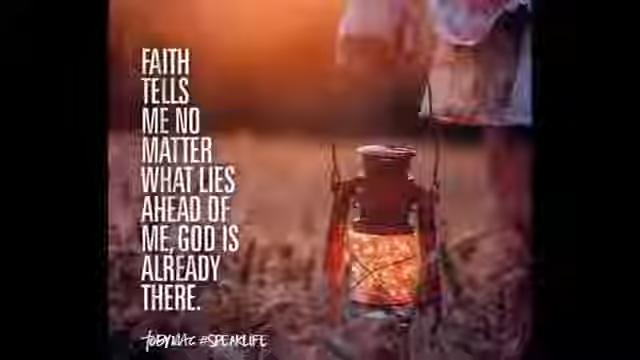 FAITH
TELLS
ME NO
MATTER
WHAT LIES
AHEAD OF
ME, GOD IS
ALREADY
THERE.
TOBYMAC #SPEAKLIFE